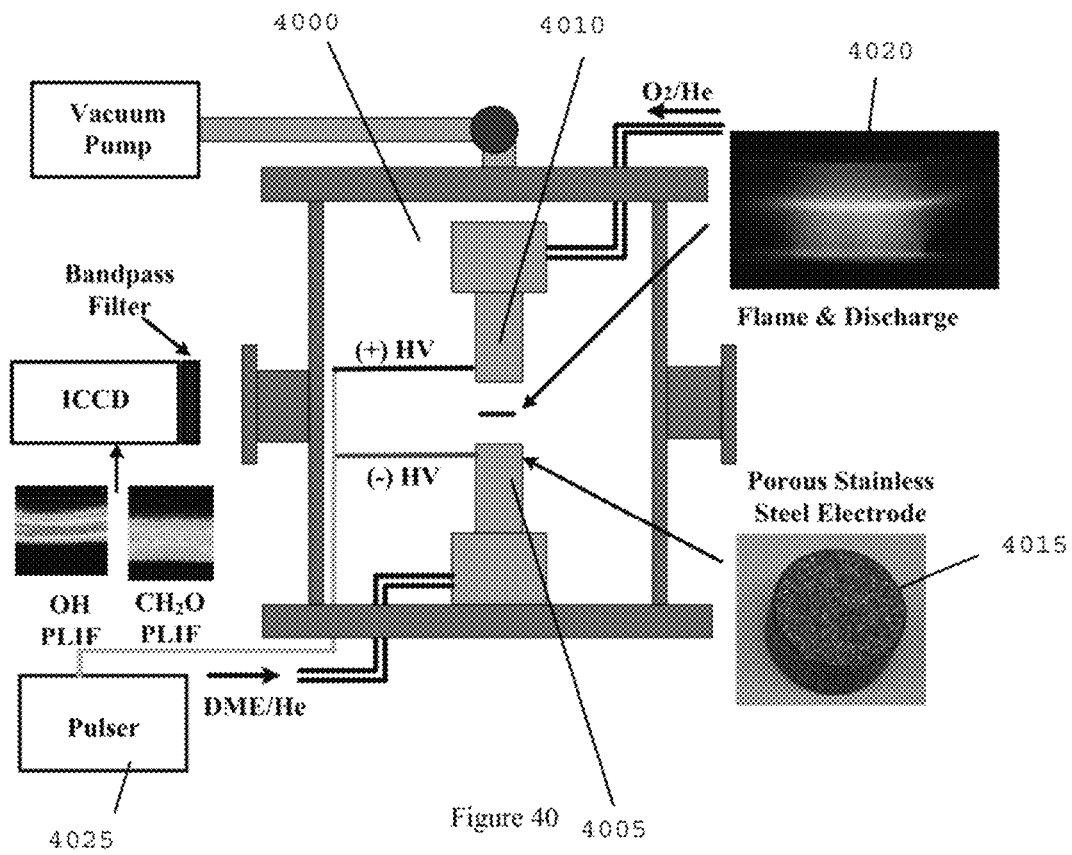 4000
4010
4020
Vacuum
Pump
O2/He
Bandpass
Filter
Flame & Discharge
(+) HV
ICCD
(-) HV
Porous Stainless
Steel Electrode
4015
OH
PLIF
CH2O
PLIF
DME/He
Pulser
Figure 40
4005
4025